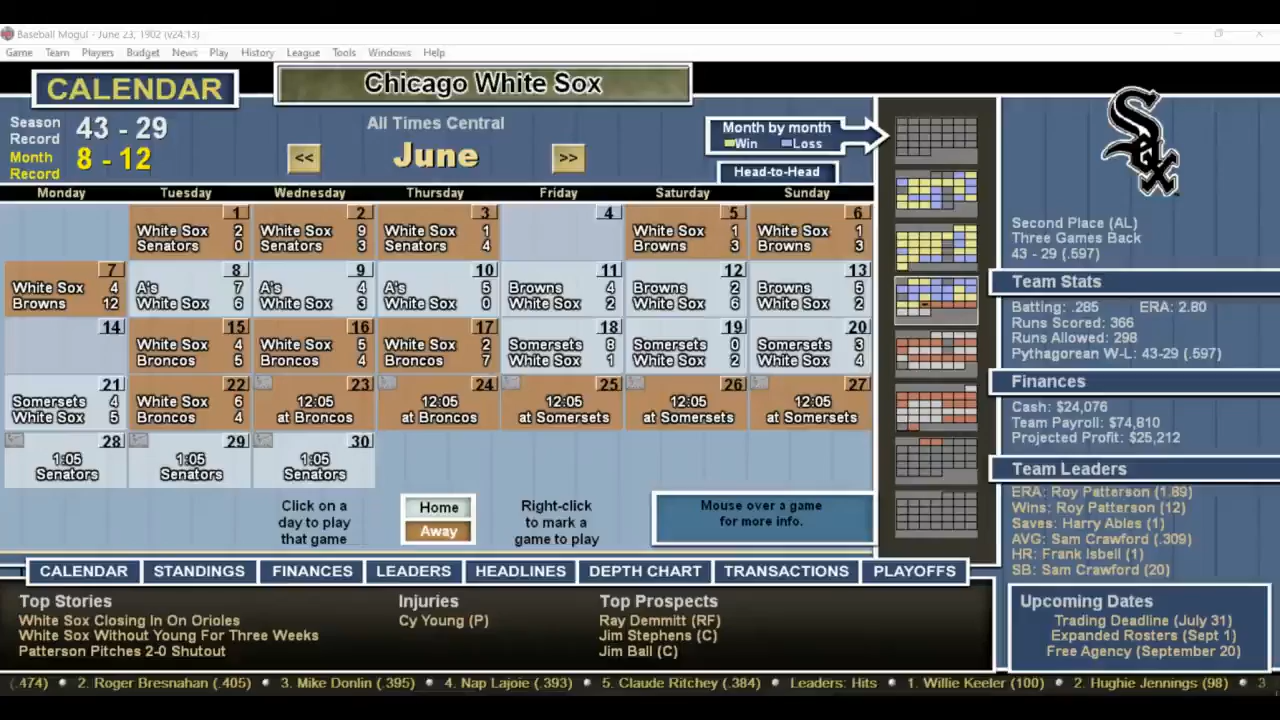 Baseball Mogul - June 23, 1902 (v24.13)
Game Team Players Budget News Play History League Tools Windows Help
CALENDAR
Chicago White Sox
Season Record 43 - 29
Month Record 8 - 12
All Times Central
<< June >>
Month by month
Win Loss
Head-to-Head
Monday Tuesday Wednesday Thursday Friday Saturday Sunday
1 2 3 4 5 6
White Sox 2 White Sox 9 White Sox 1 White Sox 1 White Sox 1
Senators 0 Senators 3 Senators 4 Browns 3 Browns 3
7 8 9 10 11 12 13
White Sox 4 A's 7 A's 4 A's 5 Browns 4 Browns 2 Browns 5
Browns 12 White Sox 6 White Sox 3 White Sox 0 White Sox 2 White Sox 6 White Sox 2
14 15 16 17 18 19 20
White Sox 4 White Sox 5 White Sox 2 Somersets 8 Somersets 0 Somersets 3
Broncos 5 Broncos 4 Broncos 7 White Sox 1 White Sox 2 White Sox 4
21 22 23 24 25 26 27
Somersets 4 White Sox 6 12:05 12:05 12:05 12:05 12:05
White Sox 5 Broncos 4 at Broncos at Broncos at Somersets at Somersets at Somersets
28 29 30
1:05 1:05 1:05
Senators Senators Senators
Click on a
day to play
that game
Home
Away
Right-click
to mark a
game to play
Mouse over a game
for more info.
Sox
Second Place (AL)
Three Games Back
43 - 29 (.597)
Team Stats
Batting: .285 ERA: 2.80
Runs Scored: 366
Runs Allowed: 298
Pythagorean W-L: 43-29 (.597)
Finances
Cash: $24,076
Team Payroll: $74,810
Projected Profit: $25,212
Team Leaders
ERA: Roy Patterson (1.89)
Wins: Roy Patterson (12)
Saves: Harry Ables (1)
AVG: Sam Crawford (.309)
HR: Frank Isbell (1)
SB: Sam Crawford (20)
CALENDAR STANDINGS FINANCES LEADERS HEADLINES DEPTH CHART TRANSACTIONS PLAYOFFS
Top Stories
White Sox Closing In On Orioles
White Sox Without Young For Three Weeks
Patterson Pitches 2-0 Shutout
Injuries
Cy Young (P)
Top Prospects
Ray Demmitt (RF)
Jim Stephens (C)
Jim Ball (C)
Upcoming Dates
Trading Deadline (July 31)
Expanded Rosters (Sept 1)
Free Agency (September 20)
(.474) • 2. Roger Bresnahan (.405) • 3. Mike Donlin (.395) • 4. Nap Lajoie (.393) • 5. Claude Ritchey (.384) • Leaders: Hits • 1. Willie Keeler (100) • 2. Hughie Jennings (98) • 3